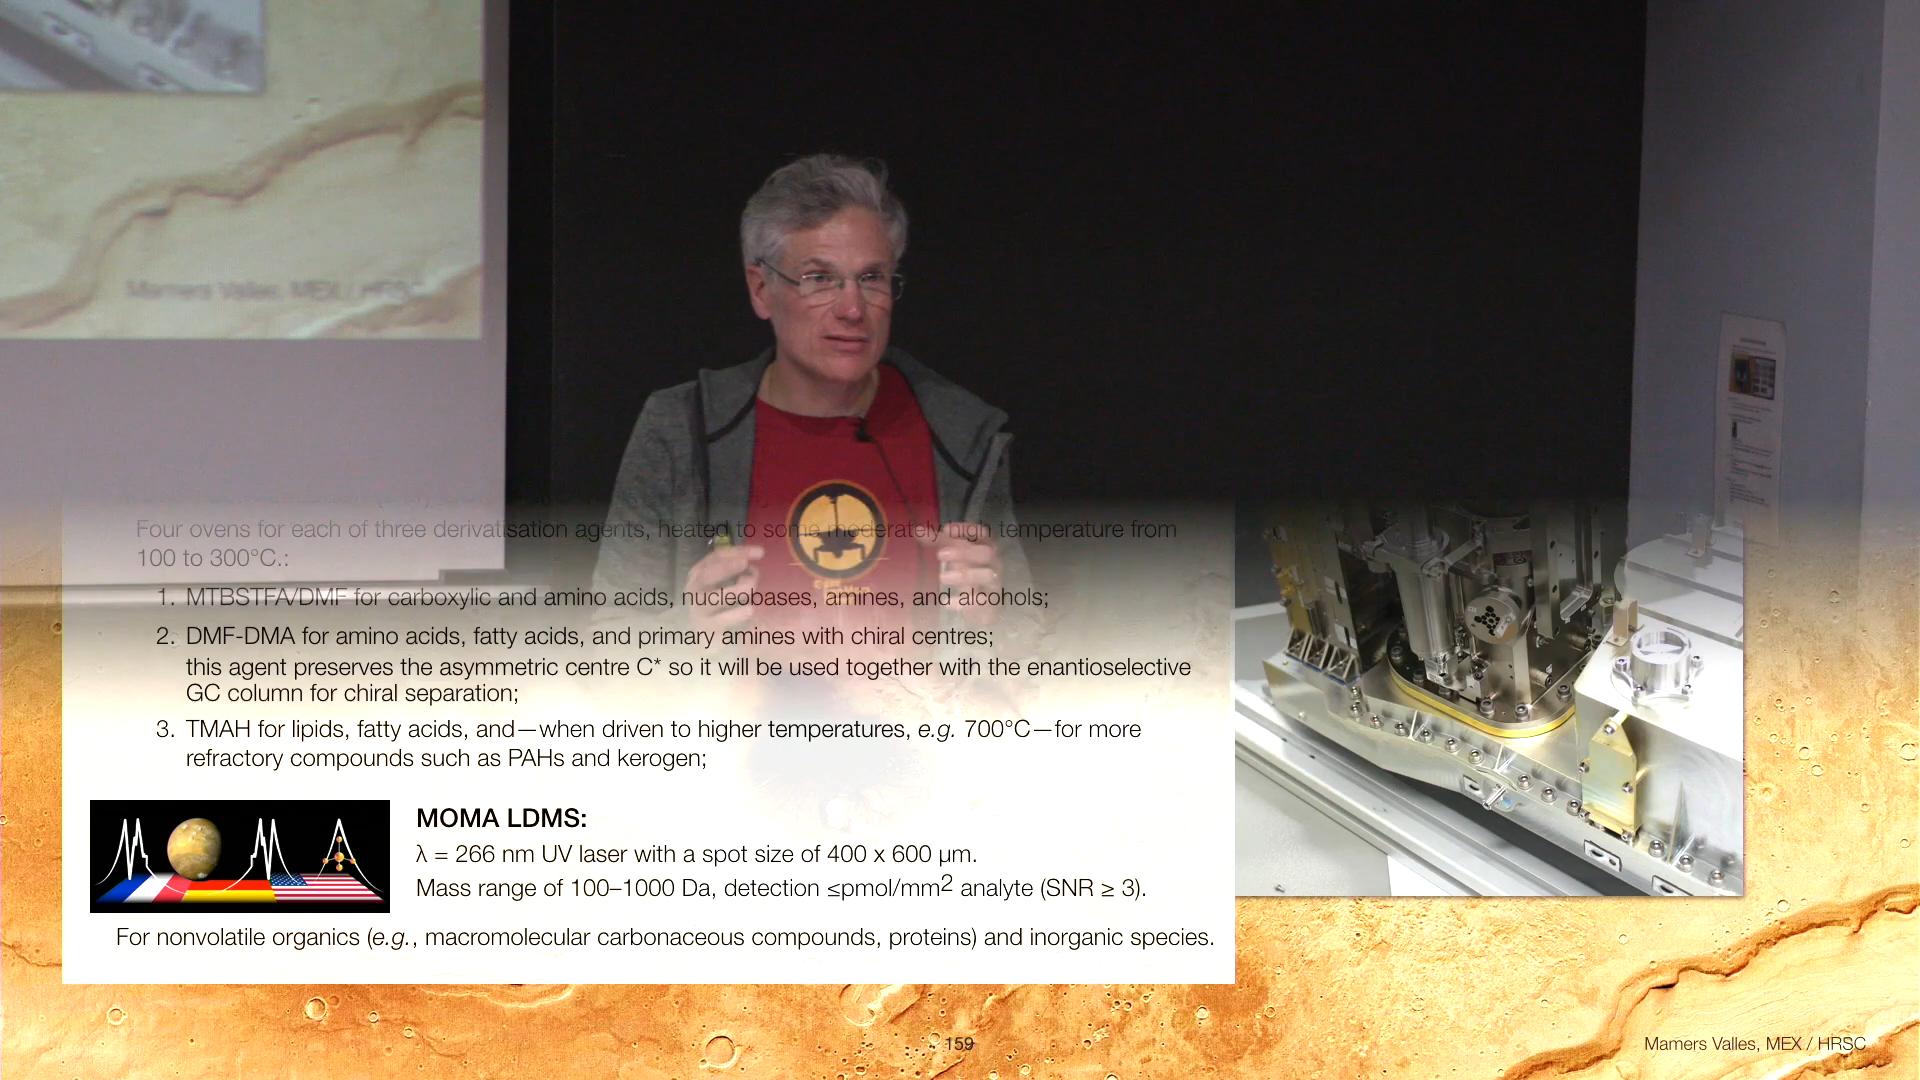 Mamers Valles, MEX / HRSC
Four ovens for each of three derivatisation agents, heated to some moderately high temperature from
100 to 300°C.:
1. MTBSTFA/DMF for carboxylic and amino acids, nucleobases, amines, and alcohols;
2. DMF-DMA for amino acids, fatty acids, and primary amines with chiral centres;
this agent preserves the asymmetric centre C* so it will be used together with the enantioselective
GC column for chiral separation;
3. TMAH for lipids, fatty acids, and—when driven to higher temperatures, e.g. 700°C—for more
refractory compounds such as PAHs and kerogen;
MOMA LDMS:
λ = 266 nm UV laser with a spot size of 400 x 600 µm.
Mass range of 100–1000 Da, detection ≤pmol/mm2 analyte (SNR ≥ 3).
For nonvolatile organics (e.g., macromolecular carbonaceous compounds, proteins) and inorganic species.
159
Mamers Valles, MEX / HRSC